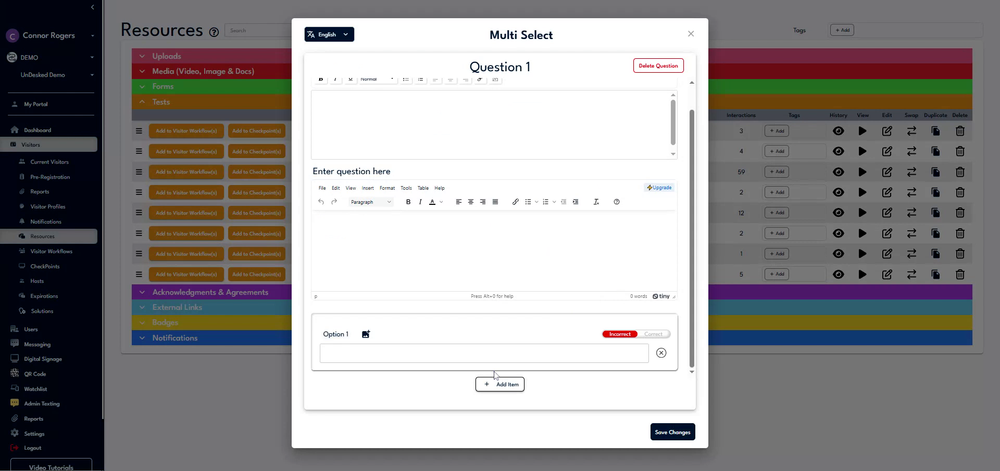 Connor Rogers
C
DEMO
UnDesked Demo
My Portal
Dashboard
Visitors
Current Visitors
Pre-Registration
Reports
Visitor Profiles
Notifications
Resources
Visitor Workflows
CheckPoints
Hosts
Expirations
Solutions
Users
Messaging
Digital Signage
QR Code
Watchlist
Admin Texting
Reports
Settings
Logout
Video Tutorials
Resources
Search
Tags
+ Add
Uploads
Media (Video, Image & Docs)
Forms
Tests
Interactions Tags History View Edit Swap Duplicate Delete
Add to Visitor Workflow(s) Add to Checkpoint(s) 3 + Add
Add to Visitor Workflow(s) Add to Checkpoint(s) 4 + Add
Add to Visitor Workflow(s) Add to Checkpoint(s) 59 + Add
Add to Visitor Workflow(s) Add to Checkpoint(s) 2 + Add
Add to Visitor Workflow(s) Add to Checkpoint(s) 12 + Add
Add to Visitor Workflow(s) Add to Checkpoint(s) 2 + Add
Add to Visitor Workflow(s) Add to Checkpoint(s) 1 + Add
Add to Visitor Workflow(s) Add to Checkpoint(s) 5 + Add
Acknowledgments & Agreements
External Links
Badges
Notifications
English
Multi Select
Question 1
Delete Question
B I U Normal
Enter question here
File Edit View Insert Format Tools Table Help
Upgrade
Paragraph B I A
p Press Alt+0 for help 0 words tiny
Option 1
Incorrect Correct
+ Add Item
Save Changes